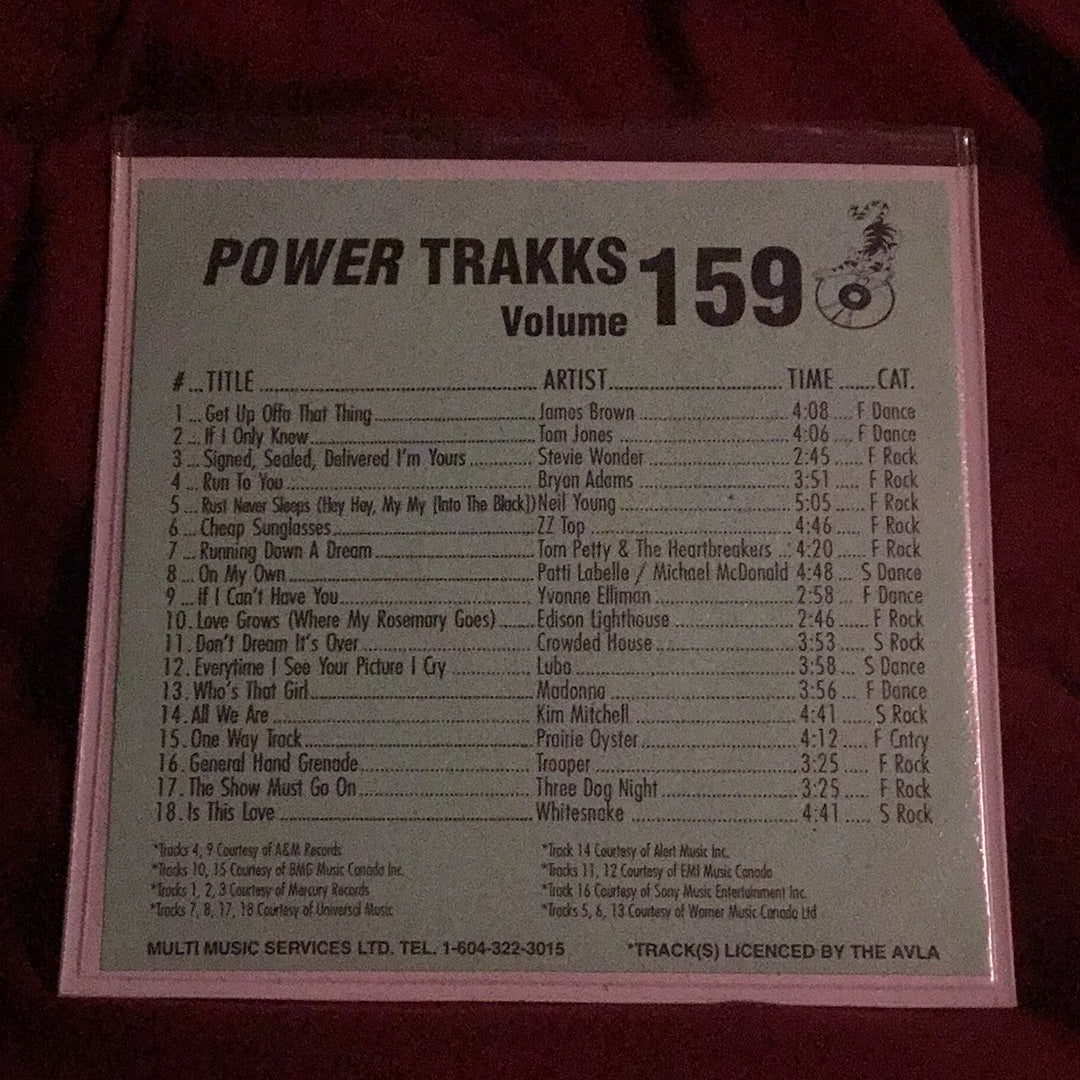 POWER TRAKKS 159
Volume
#...TITLE...ARTIST...TIME...CAT.
1...Get Up Offa That Thing...James Brown...4:08...F Dance
2...If I Only Knew...Tom Jones...4:06...F Dance
3...Signed, Sealed, Delivered I'm Yours...Stevie Wonder...2:45...F Rock
4...Run To You...Bryan Adams...3:51...F Rock
5...Rust Never Sleeps (Hey Hey, My My [Into The Black])Neil Young...5:05...F Rock
6...Cheap Sunglasses...ZZ Top...4:46...F Rock
7...Running Down A Dream...Tom Petty & The Heartbreakers...4:20...F Rock
8...On My Own...Patti Labelle / Michael McDonald 4:48...S Dance
9...If I Can't Have You...Yvonne Elliman...2:58...F Dance
10.Love Grows (Where My Rosemary Goes)...Edison Lighthouse...2:46...F Rock
11.Don't Dream It's Over...Crowded House...3:53...S Rock
12.Everytime I See Your Picture I Cry...Luba...3:58...S Dance
13.Who's That Girl...Madonna...3:56...F Dance
14.All We Are...Kim Mitchell...4:41...S Rock
15.One Way Track...Prairie Oyster...4:12...F Cntry
16.General Hand Grenade...Trooper...3:25...F Rock
17.The Show Must Go On...Three Dog Night...3:25...F Rock
18.Is This Love...Whitesnake...4:41...S Rock
*Tracks 4, 9 Courtesy of A&M Records
*Tracks 10, 15 Courtesy of BMG Music Canada Inc.
*Tracks 1, 2, 3 Courtesy of Mercury Records
*Tracks 7, 8, 17, 18 Courtesy of Universal Music
*Track 14 Courtesy of Alert Music Inc.
*Tracks 11, 12 Courtesy of EMI Music Canada
*Track 16 Courtesy of Sony Music Entertainment Inc.
*Tracks 5, 6, 13 Courtesy of Warner Music Canada Ltd
MULTI MUSIC SERVICES LTD. TEL. 1-604-322-3015 *TRACK(S) LICENCED BY THE AVLA